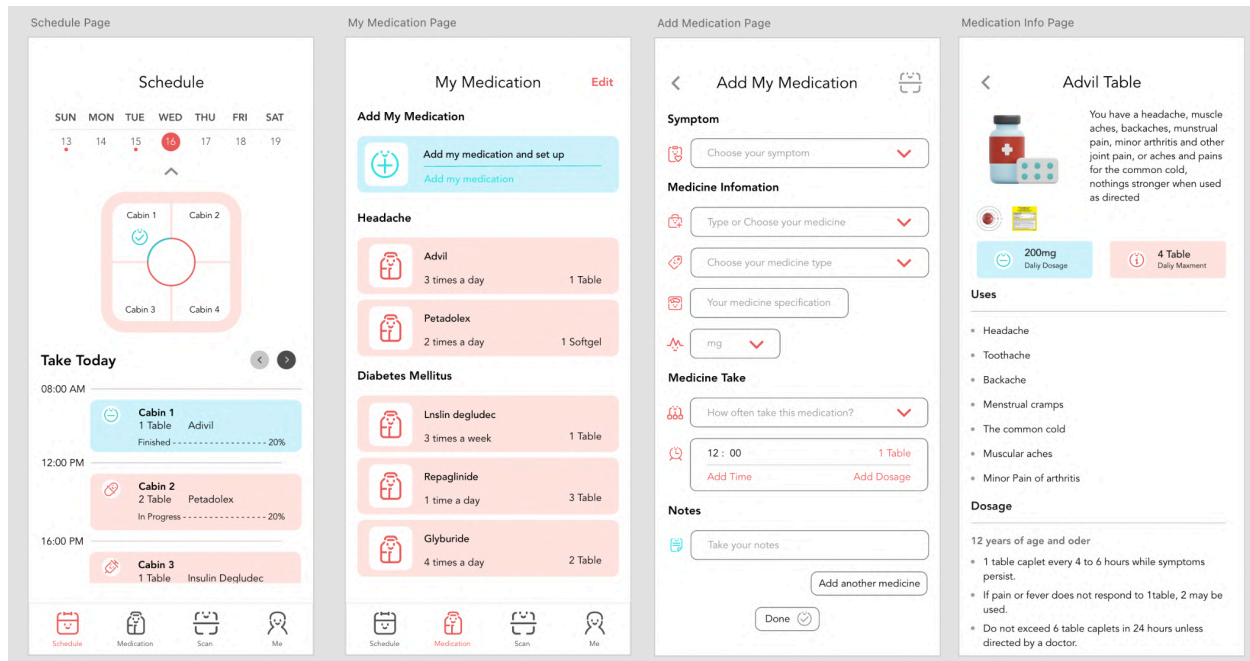 Schedule Page
Schedule
SUN MON TUE WED THU FRI SAT
13 14 15 16 17 18 19
Cabin 1 Cabin 2
Cabin 3 Cabin 4
Take Today
08:00 AM
Cabin 1
1 Table Adivil
Finished 20%
12:00 PM
Cabin 2
2 Table Petadolex
In Progress 20%
16:00 PM
Cabin 3
1 Table Insulin Degludec
Schedule Medication Scan Me
My Medication Page
My Medication Edit
Add My Medication
Add my medication and set up
Add my medication
Headache
Advil
3 times a day 1 Table
Petadolex
2 times a day 1 Softgel
Diabetes Mellitus
Lnslin degludec
3 times a week 1 Table
Repaglinide
1 time a day 3 Table
Glyburide
4 times a day 2 Table
Schedule Medication Scan Me
Add Medication Page
Add My Medication
Symptom
Choose your symptom
Medicine Infomation
Type or Choose your medicine
Choose your medicine type
Your medicine specification
mg
Medicine Take
How often take this medication?
12 : 00 1 Table
Add Time Add Dosage
Notes
Take your notes
Add another medicine
Done
Medication Info Page
Advil Table
You have a headache, muscle
aches, backaches, munstrual
pain, minor arthritis and other
joint pain, or aches and pains
for the common cold,
nothings stronger when used
as directed
200mg
Daliy Dosage
4 Table
Daliy Maxment
Uses
Headache
Toothache
Backache
Menstrual cramps
The common cold
Muscular aches
Minor Pain of arthritis
Dosage
12 years of age and oder
1 table caplet every 4 to 6 hours while symptoms
persist.
If pain or fever does not respond to 1table, 2 may be
used.
Do not exceed 6 table caplets in 24 hours unless
directed by a doctor.